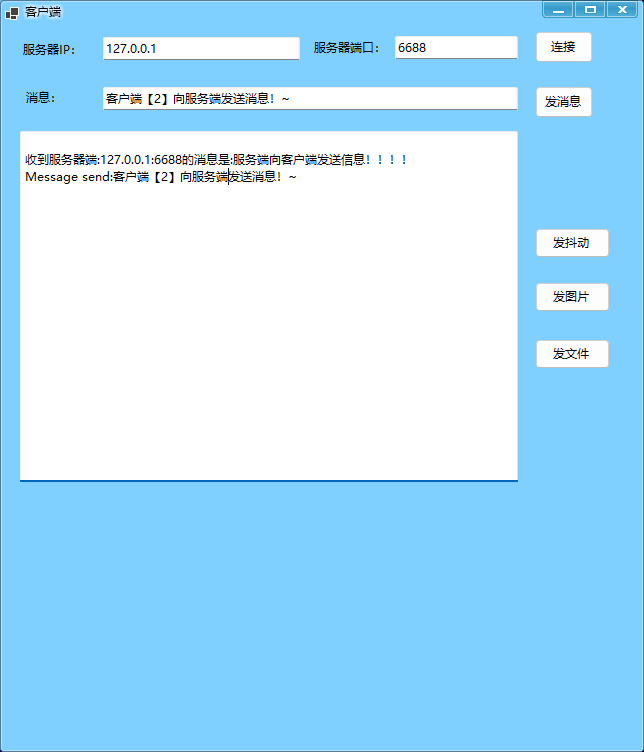 客户端
服务器IP： 127.0.0.1 服务器端口： 6688 连接
消息： 客户端【2】向服务端发送消息！~ 发消息
收到服务器端:127.0.0.1:6688的消息是:服务端向客户端发送信息！！！！
Message send:客户端【2】向服务端发送消息！~
发抖动
发图片
发文件